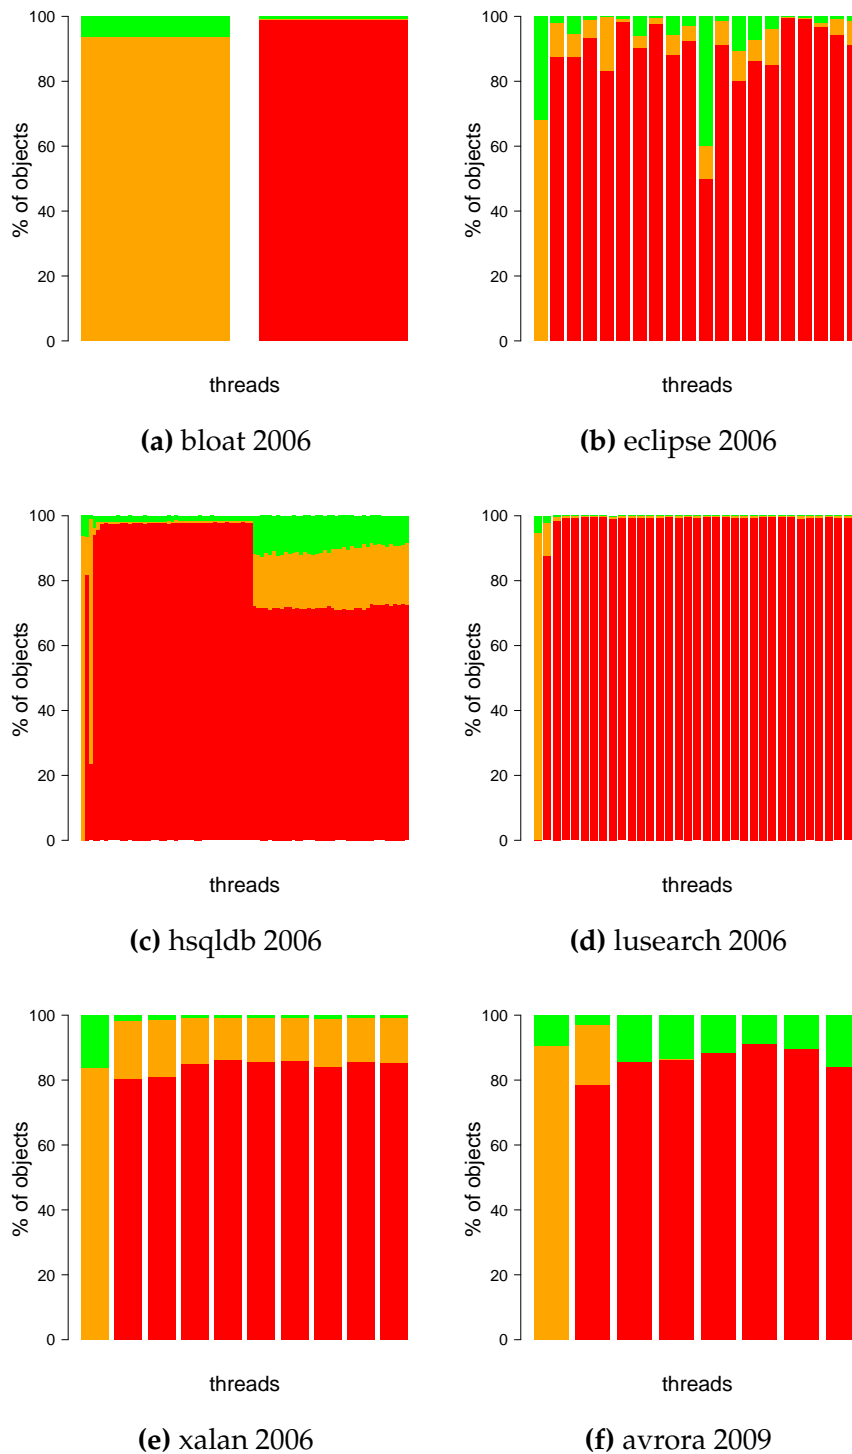 % of objects
100
80
60
40
20
0
threads
(a) bloat 2006
% of objects
100
80
60
40
20
0
threads
(b) eclipse 2006
% of objects
100
80
60
40
20
0
threads
(c) hsqldb 2006
% of objects
100
80
60
40
20
0
threads
(d) lusearch 2006
% of objects
100
80
60
40
20
0
threads
(e) xalan 2006
% of objects
100
80
60
40
20
0
threads
(f) avrora 2009